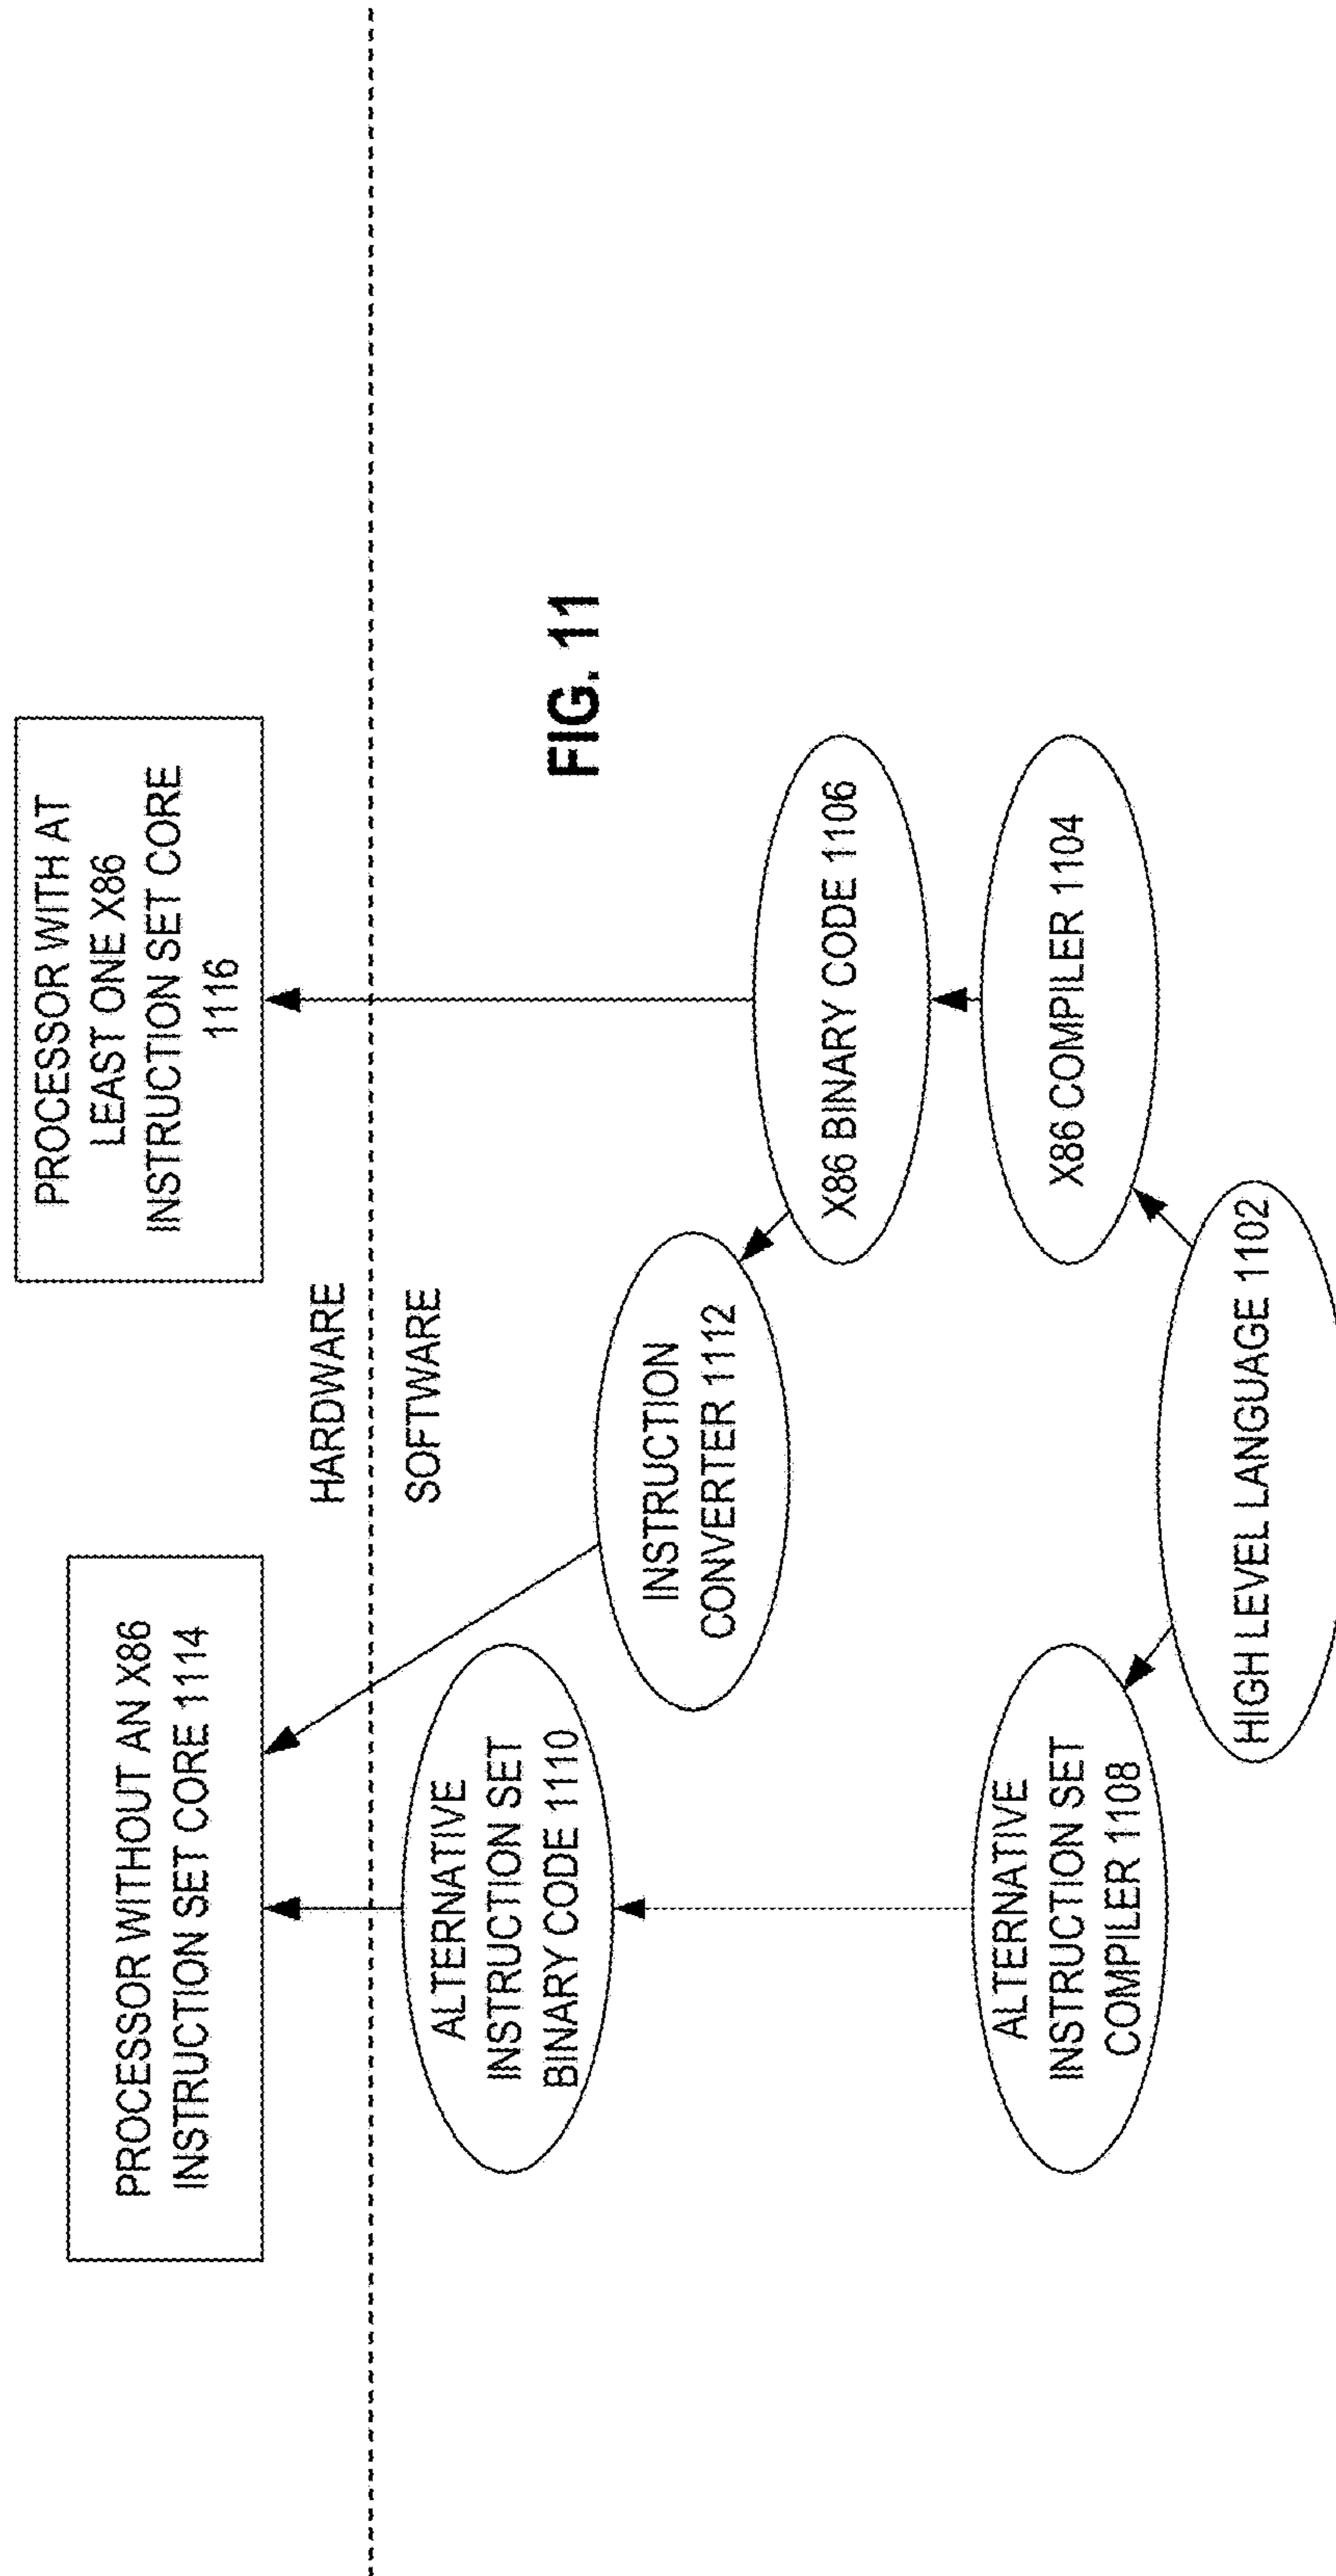 PROCESSOR WITHOUT AN X86
INSTRUCTION SET CORE 1114
PROCESSOR WITH AT
LEAST ONE X86
INSTRUCTION SET CORE
1116
HARDWARE
SOFTWARE
ALTERNATIVE
INSTRUCTION SET
BINARY CODE 1110
INSTRUCTION
CONVERTER 1112
FIG. 11
X86 BINARY CODE 1106
ALTERNATIVE
INSTRUCTION SET
COMPILER 1108
X86 COMPILER 1104
HIGH LEVEL LANGUAGE 1102